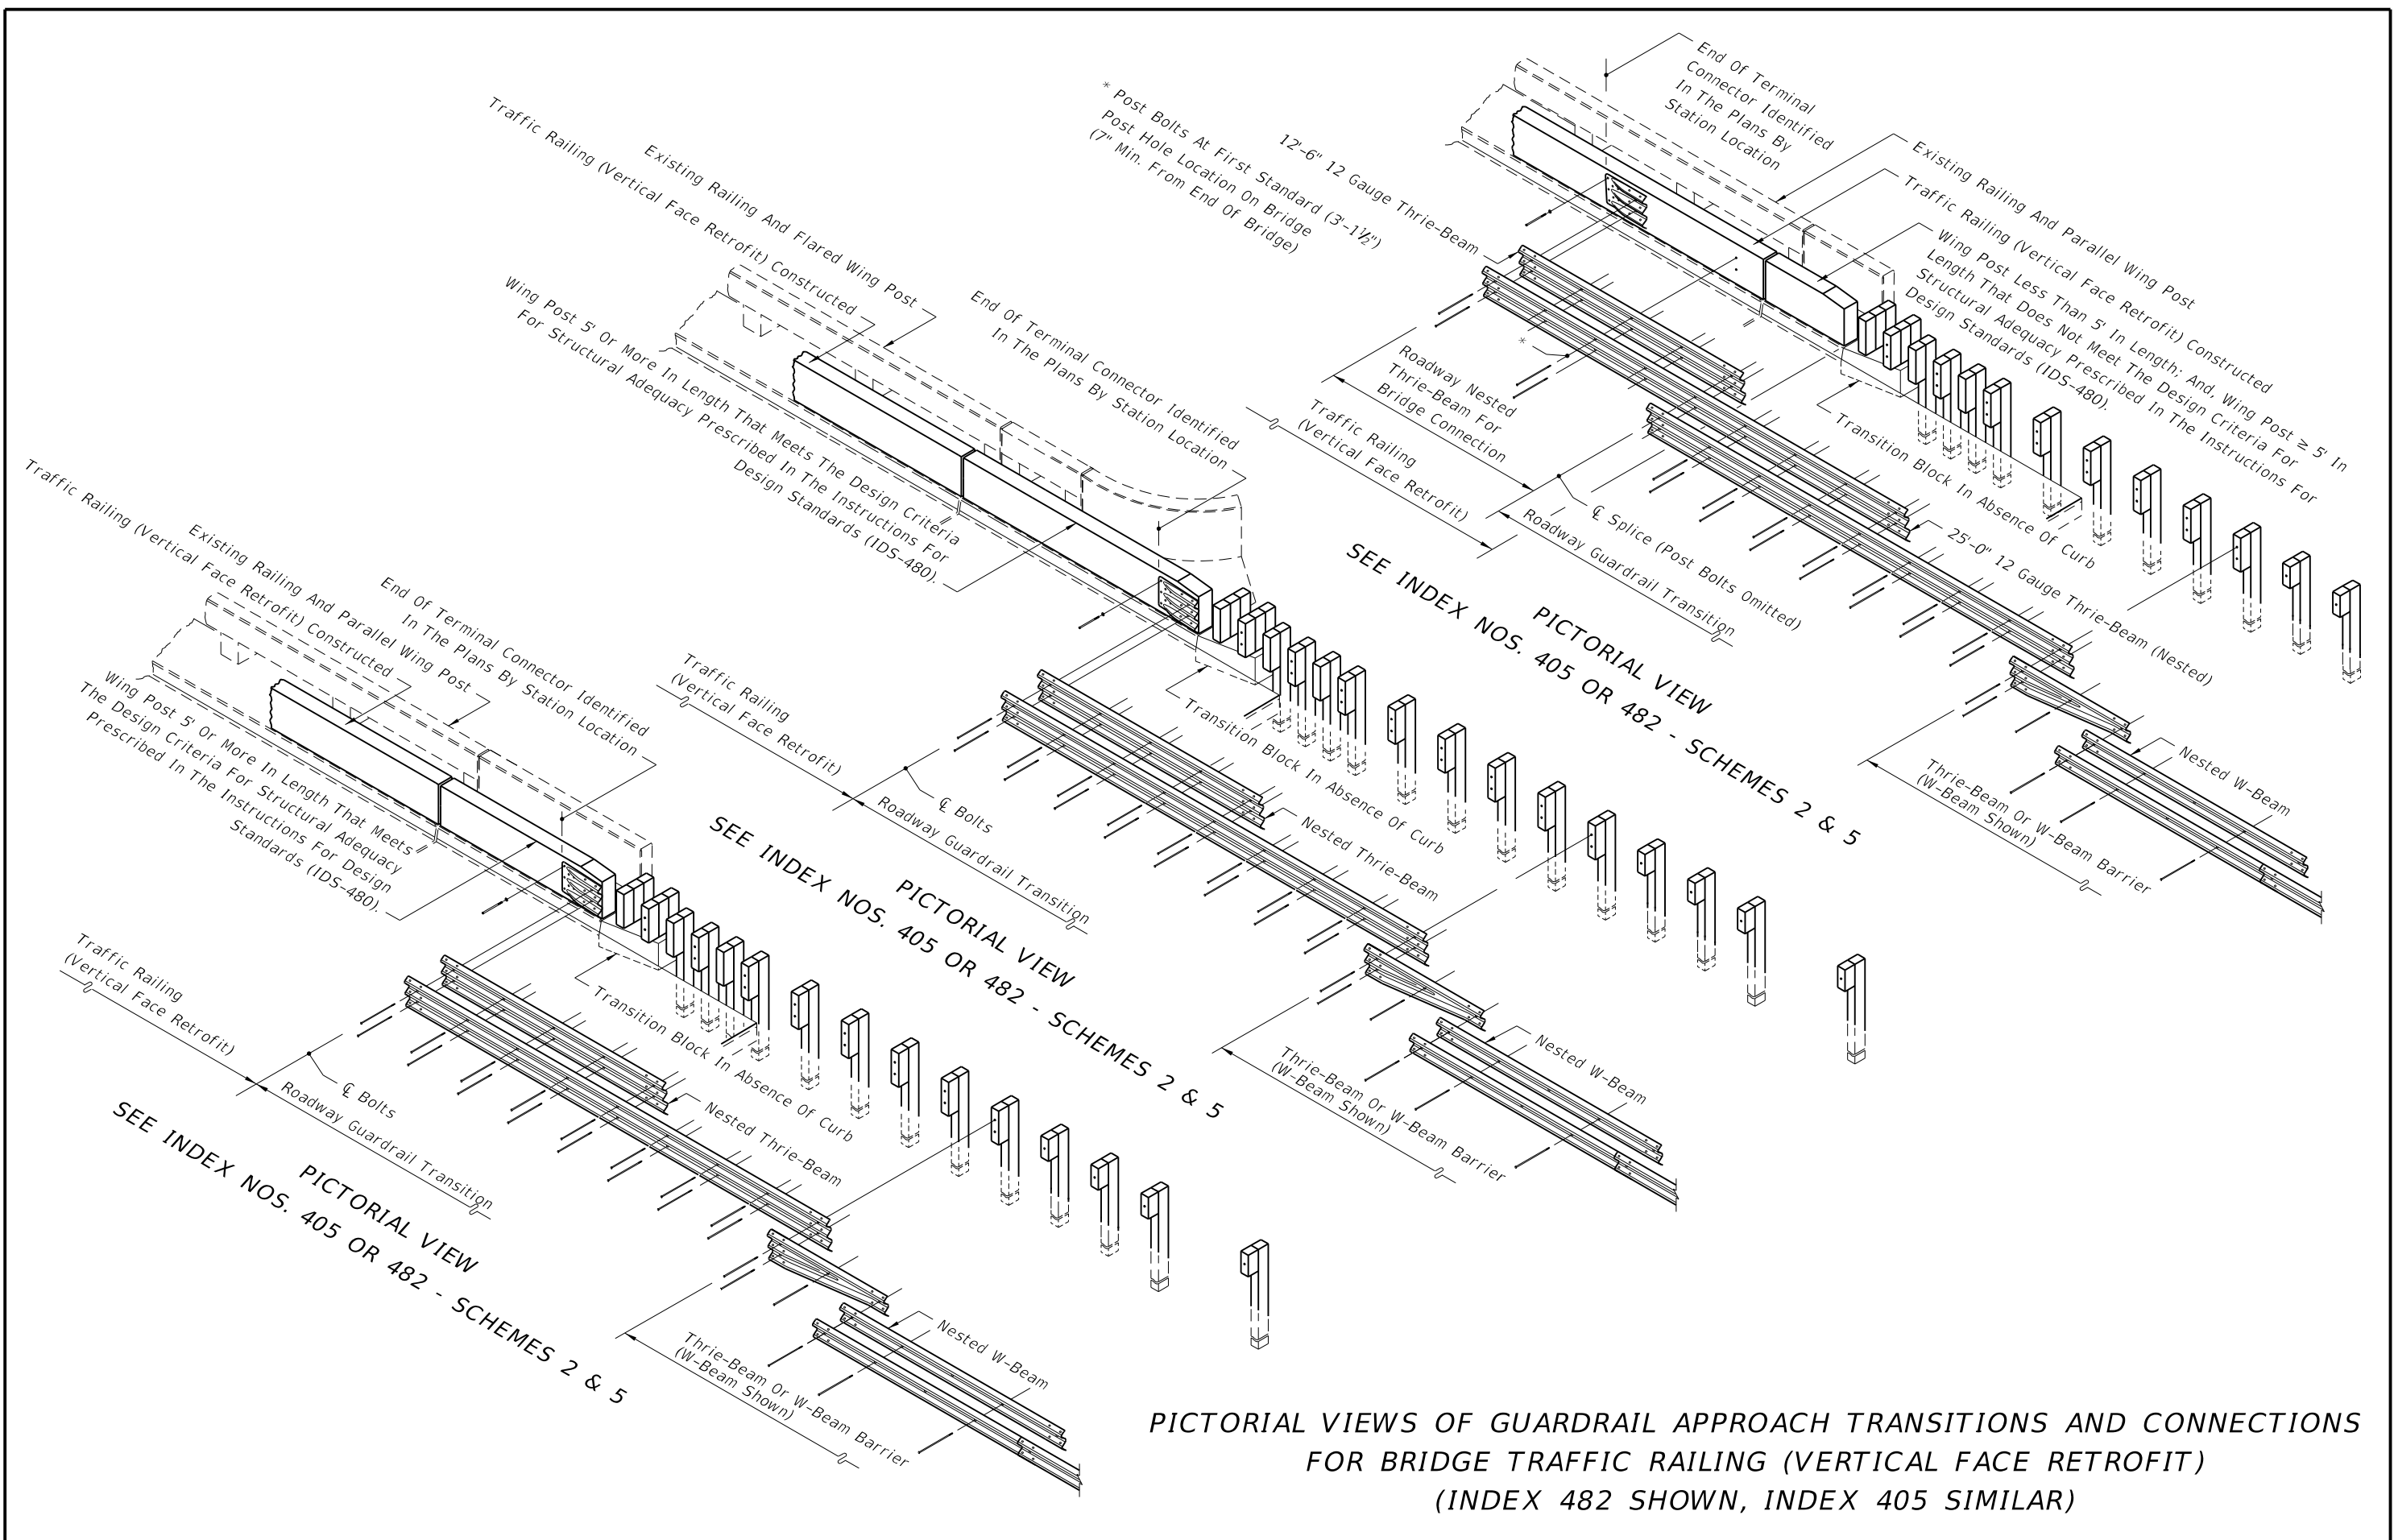 Traffic Railing (Vertical Face Retrofit) Constructed
Existing Railing And Parallel Wing Post
End Of Terminal Connector Identified
In The Plans By Station Location
Wing Post 5' Or More In Length That Meets
The Design Criteria For Structural Adequacy
Prescribed In The Instructions For Design
Standards (IDS-480).
Traffic Railing
(Vertical Face Retrofit)
℄ Bolts
Roadway Guardrail Transition
Transition Block In Absence Of Curb
Nested Thrie-Beam
Thrie-Beam Or W-Beam Barrier
(W-Beam Shown)
Nested W-Beam
PICTORIAL VIEW
SEE INDEX NOS. 405 OR 482 - SCHEMES 2 & 5
Traffic Railing (Vertical Face Retrofit) Constructed
Existing Railing And Flared Wing Post
End Of Terminal Connector Identified
In The Plans By Station Location
Wing Post 5' Or More In Length That Meets The Design Criteria
For Structural Adequacy Prescribed In The Instructions For
Design Standards (IDS-480).
Traffic Railing
(Vertical Face Retrofit)
℄ Bolts
Roadway Guardrail Transition
Transition Block In Absence Of Curb
Nested Thrie-Beam
Thrie-Beam Or W-Beam Barrier
(W-Beam Shown)
Nested W-Beam
PICTORIAL VIEW
SEE INDEX NOS. 405 OR 482 - SCHEMES 2 & 5
* Post Bolts At First Standard (3'-1½")
Post Hole Location On Bridge
(7" Min. From End Of Bridge)
12'-6" 12 Gauge Thrie-Beam
End Of Terminal
Connector Identified
In The Plans By
Station Location
Existing Railing And Parallel Wing Post
Traffic Railing (Vertical Face Retrofit) Constructed
Wing Post Less Than 5' In Length; And, Wing Post ≥ 5' In
Length That Does Not Meet The Design Criteria For
Structural Adequacy Prescribed In The Instructions For
Design Standards (IDS-480).
*
Roadway Nested
Thrie-Beam For
Bridge Connection
Traffic Railing
(Vertical Face Retrofit)
℄ Splice (Post Bolts Omitted)
Roadway Guardrail Transition
Transition Block In Absence Of Curb
25'-0" 12 Gauge Thrie-Beam (Nested)
Thrie-Beam Or W-Beam Barrier
(W-Beam Shown)
Nested W-Beam
PICTORIAL VIEW
SEE INDEX NOS. 405 OR 482 - SCHEMES 2 & 5
PICTORIAL VIEWS OF GUARDRAIL APPROACH TRANSITIONS AND CONNECTIONS
FOR BRIDGE TRAFFIC RAILING (VERTICAL FACE RETROFIT)
(INDEX 482 SHOWN, INDEX 405 SIMILAR)